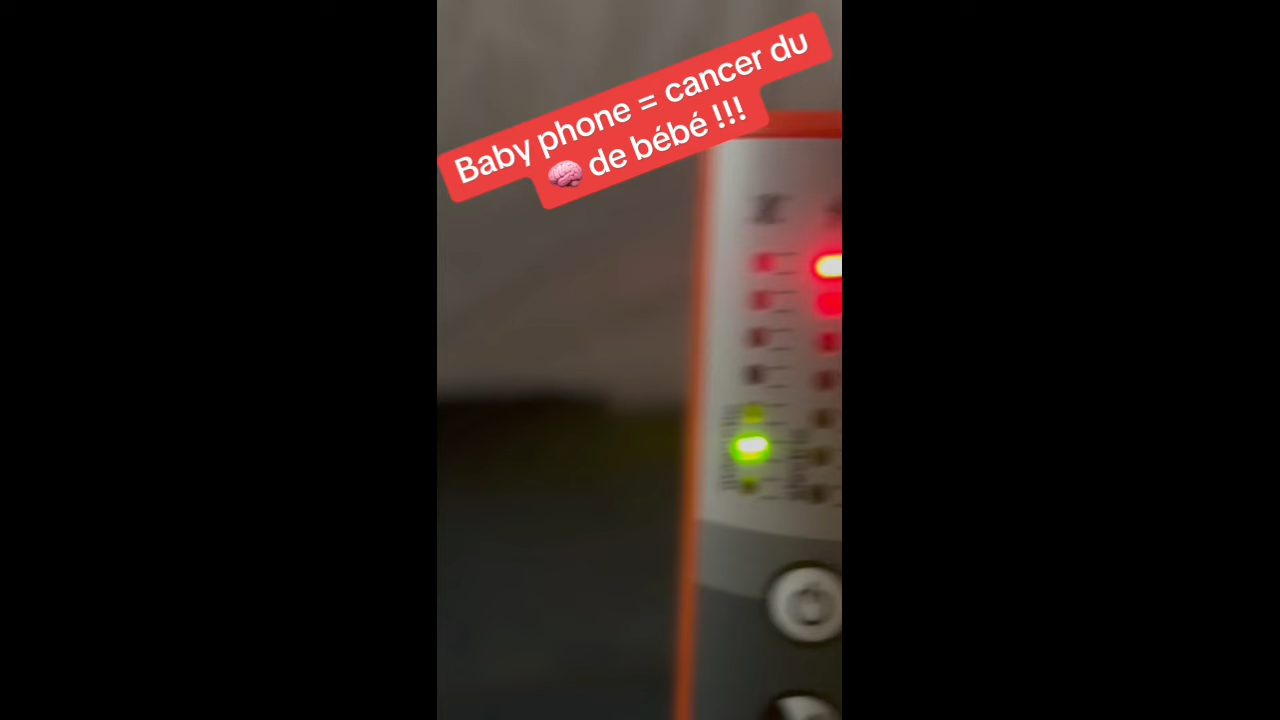 Baby phone = cancer du
🧠 de bébé !!!